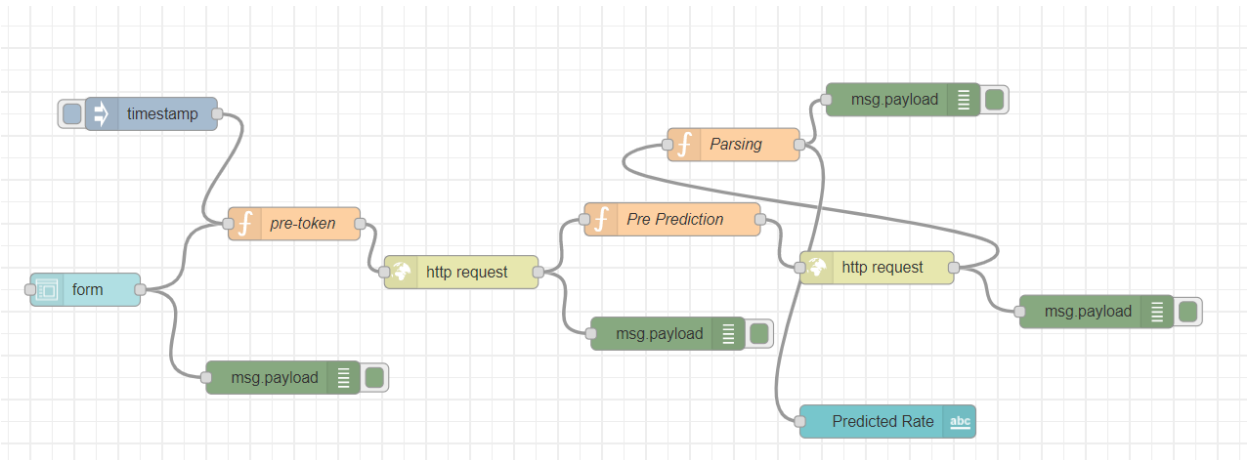 msg.payload
timestamp
f Parsing
f pre-token
f Pre Prediction
http request
http request
form
msg.payload
msg.payload
msg.payload
Predicted Rate abc